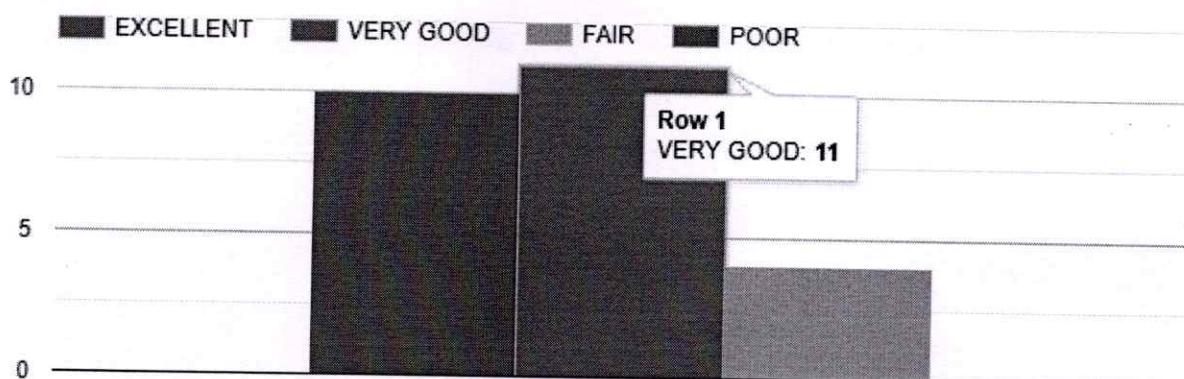 EXCELLENT VERY GOOD FAIR POOR
10
Row 1
VERY GOOD: 11
5
0